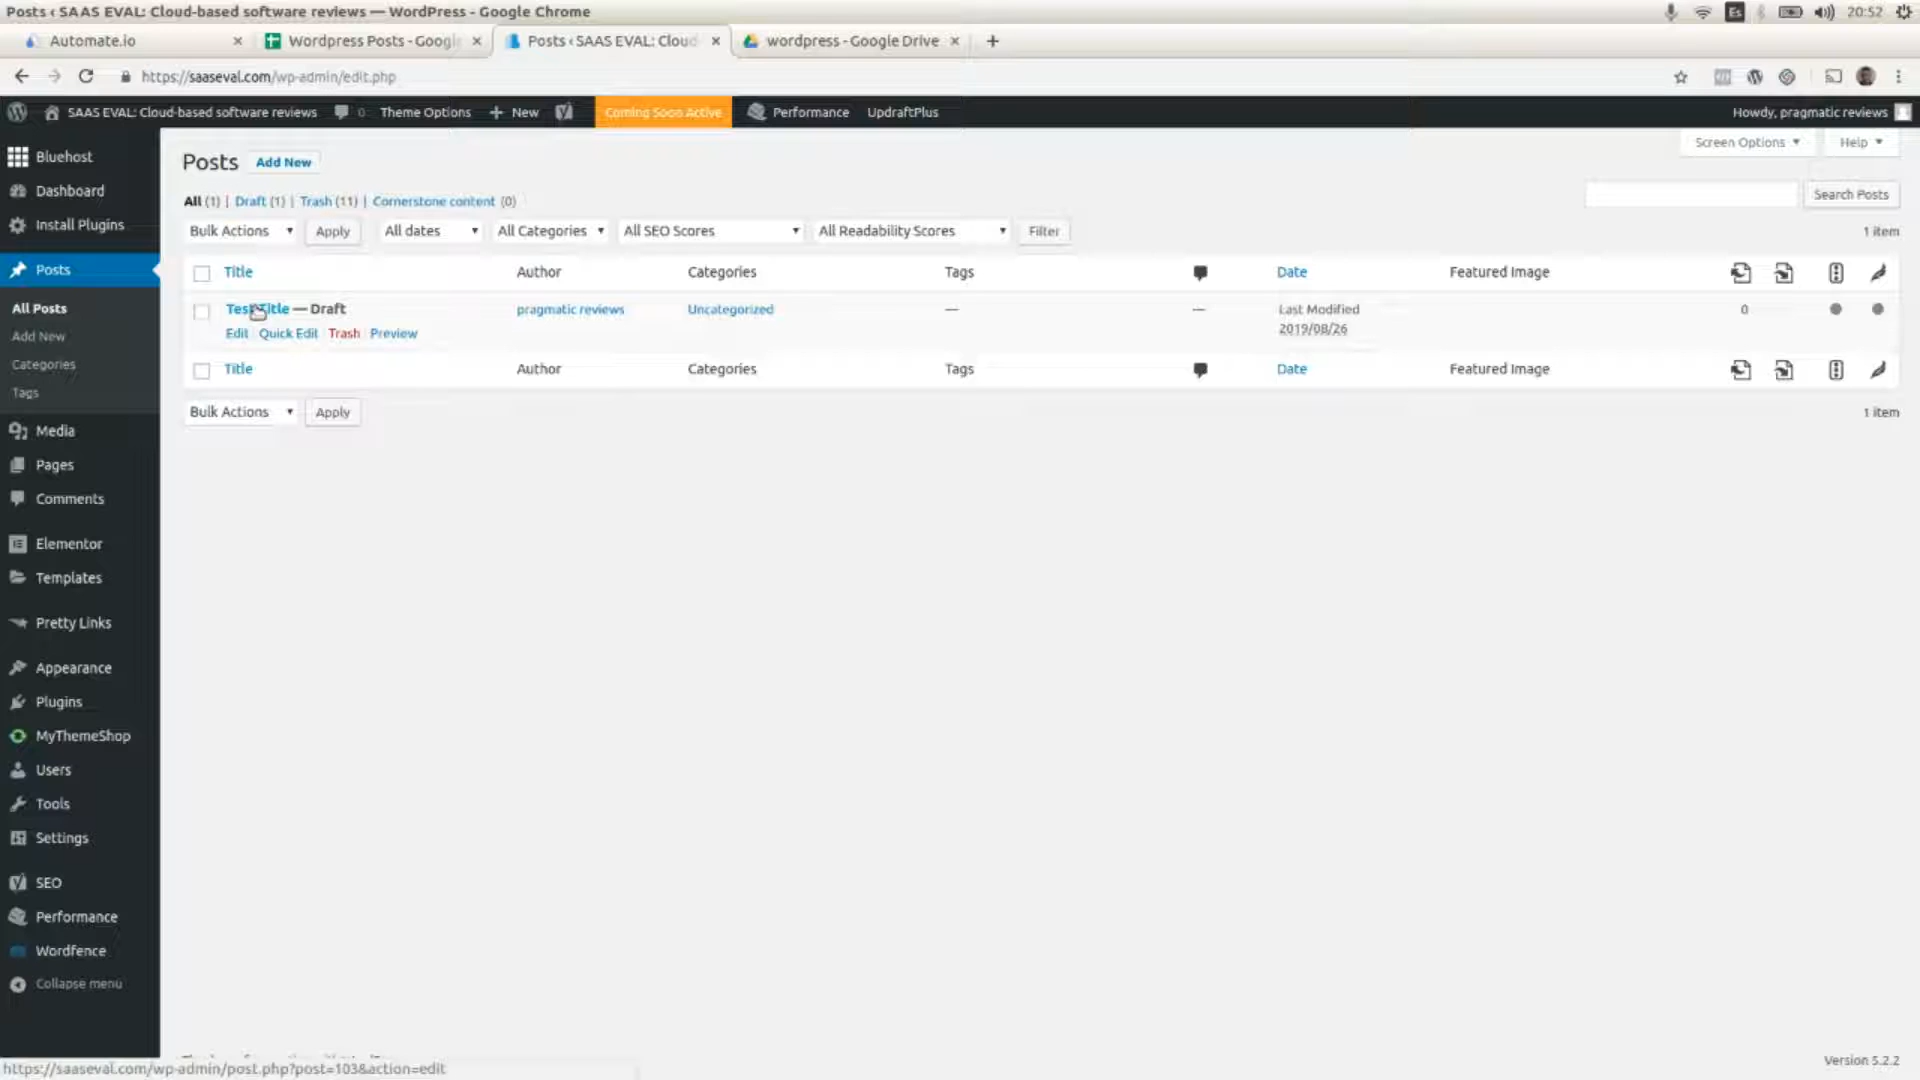 Posts ‹ SAAS EVAL: Cloud-based software reviews — WordPress - Google Chrome
Es 20:52
Automate.io
Wordpress Posts - Googl
Posts ‹ SAAS EVAL: Cloud
wordpress - Google Drive
https://saaseval.com/wp-admin/edit.php
SAAS EVAL: Cloud-based software reviews 0 Theme Options + New Coming Soon Active Performance UpdraftPlus Howdy, pragmatic reviews
Bluehost
Dashboard
Install Plugins
Posts
All Posts
Add New
Categories
Tags
Media
Pages
Comments
Elementor
Templates
Pretty Links
Appearance
Plugins
MyThemeShop
Users
Tools
Settings
SEO
Performance
Wordfence
Collapse menu
Posts Add New
Screen Options Help
All (1) | Draft (1) | Trash (11) | Cornerstone content (0)
Search Posts
Bulk Actions Apply All dates All Categories All SEO Scores All Readability Scores Filter 1 item
Title Author Categories Tags Date Featured Image
Test Title — Draft pragmatic reviews Uncategorized — — Last Modified 0
2019/08/26
Edit | Quick Edit | Trash | Preview
Title Author Categories Tags Date Featured Image
Bulk Actions Apply 1 item
Version 5.2.2
https://saaseval.com/wp-admin/post.php?post=103&action=edit